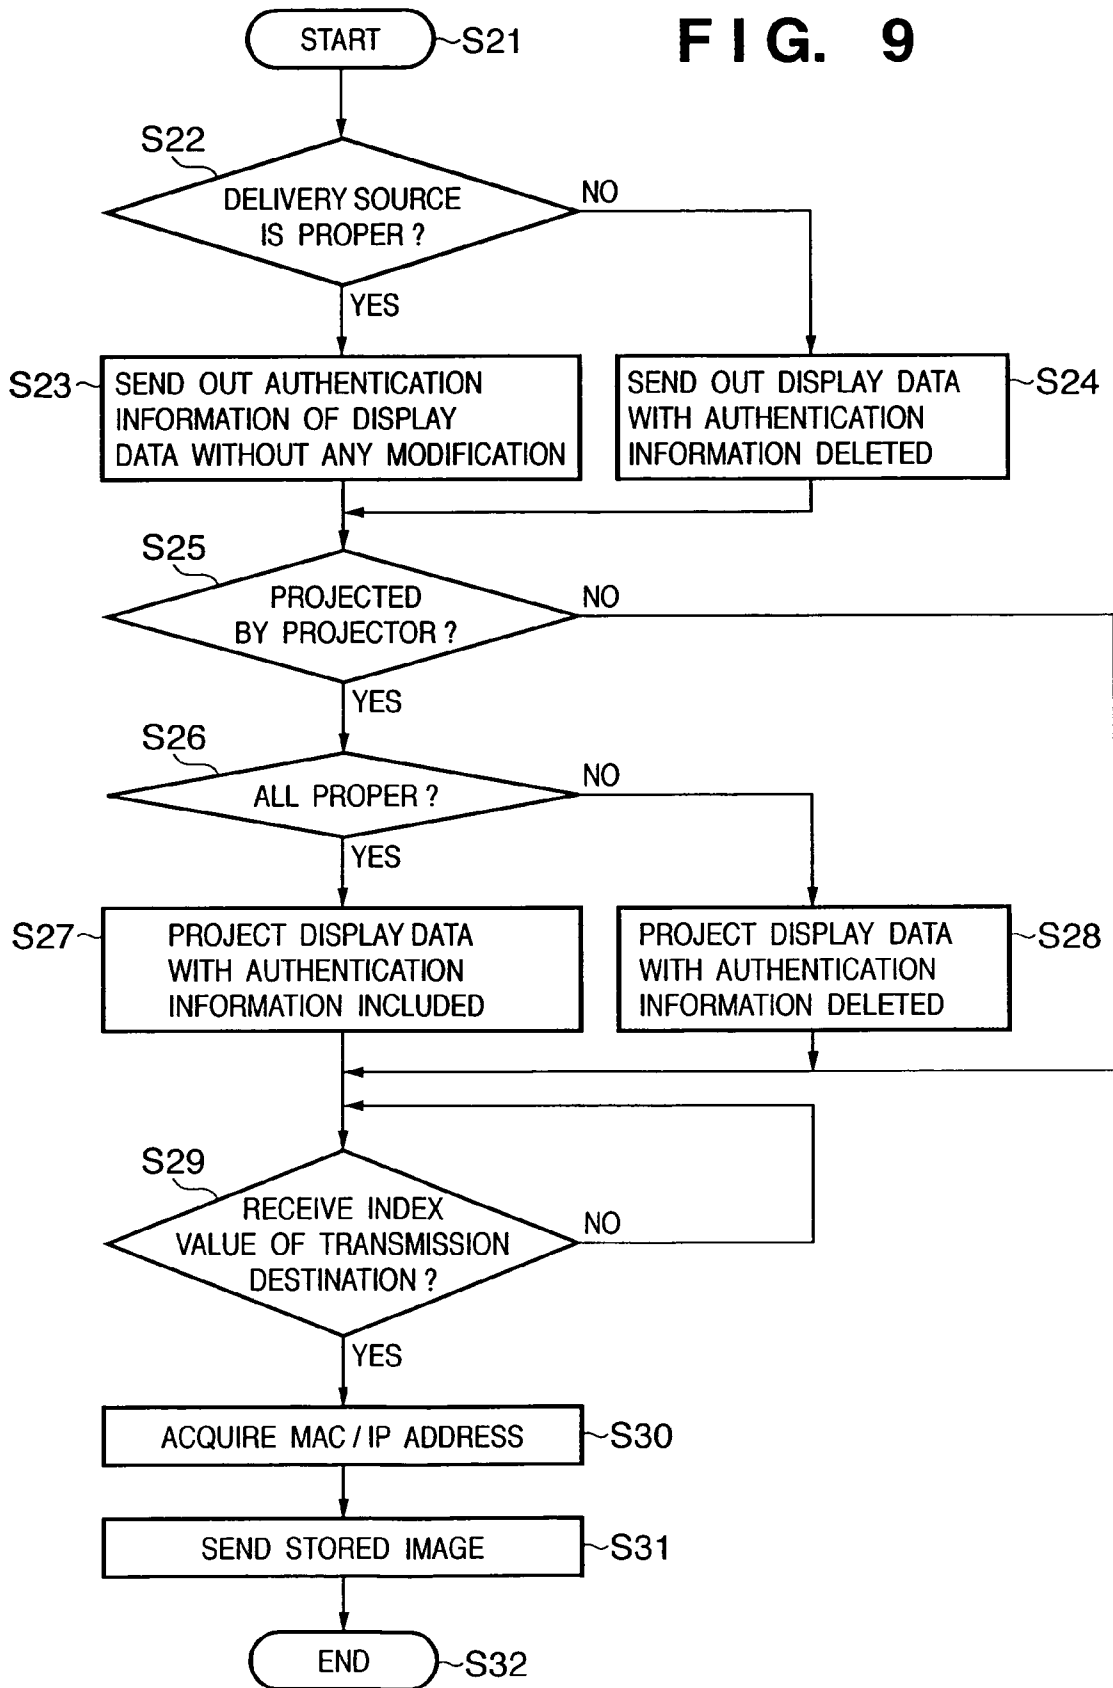 START
S21
F I G. 9
S22
DELIVERY SOURCE
IS PROPER ?
NO
YES
S23
SEND OUT AUTHENTICATION
INFORMATION OF DISPLAY
DATA WITHOUT ANY MODIFICATION
SEND OUT DISPLAY DATA
WITH AUTHENTICATION
INFORMATION DELETED
S24
S25
PROJECTED
BY PROJECTOR ?
NO
YES
S26
ALL PROPER ?
NO
YES
S27
PROJECT DISPLAY DATA
WITH AUTHENTICATION
INFORMATION INCLUDED
PROJECT DISPLAY DATA
WITH AUTHENTICATION
INFORMATION DELETED
S28
S29
RECEIVE INDEX
VALUE OF TRANSMISSION
DESTINATION ?
NO
YES
ACQUIRE MAC / IP ADDRESS
S30
SEND STORED IMAGE
S31
END
S32